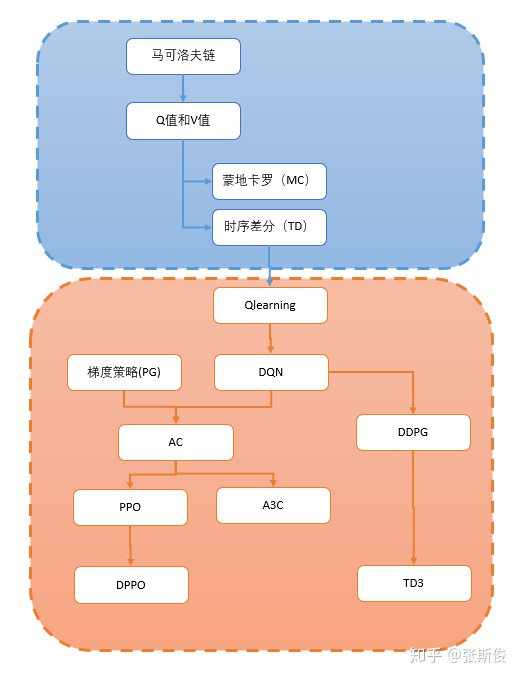 马可洛夫链
Q值和V值
蒙地卡罗（MC）
时序差分（TD）
Qlearning
梯度策略(PG)
DQN
AC
DDPG
PPO
A3C
DPPO
TD3
知乎 @张斯俊